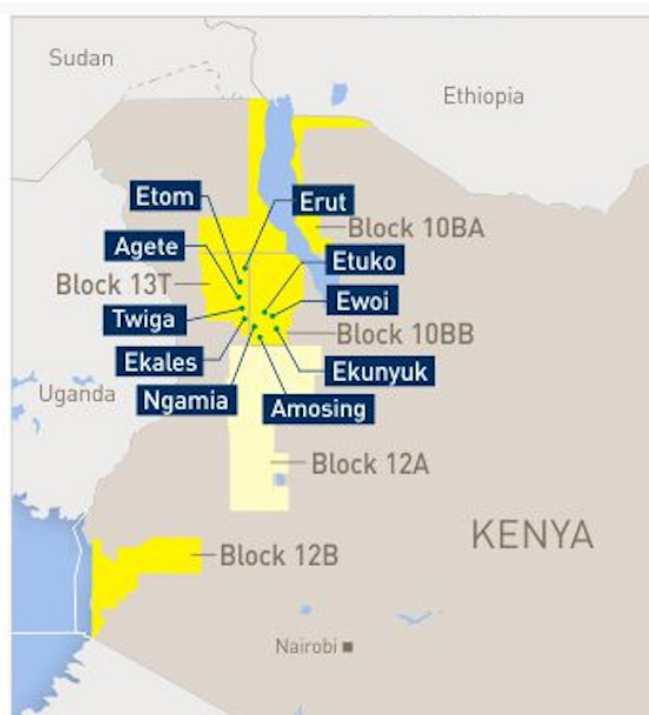 Sudan
Ethiopia
Etom
Erut
Block 10BA
Agete
Etuko
Block 13T
Ewoi
Twiga
Block 10BB
Ekales
Ekunyuk
Uganda
Ngamia
Amosing
Block 12A
KENYA
Block 12B
Nairobi